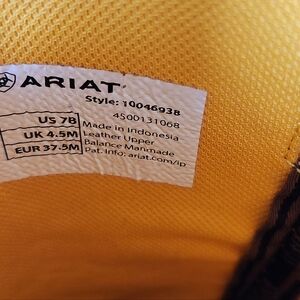 ARIAT
Style: 10046938
4500131068
US 7B
UK 4.5M
EUR 37.5M
Made in Indonesia
Leather Upper
Balance Manmade
Pat. Info: ariat.com/ip